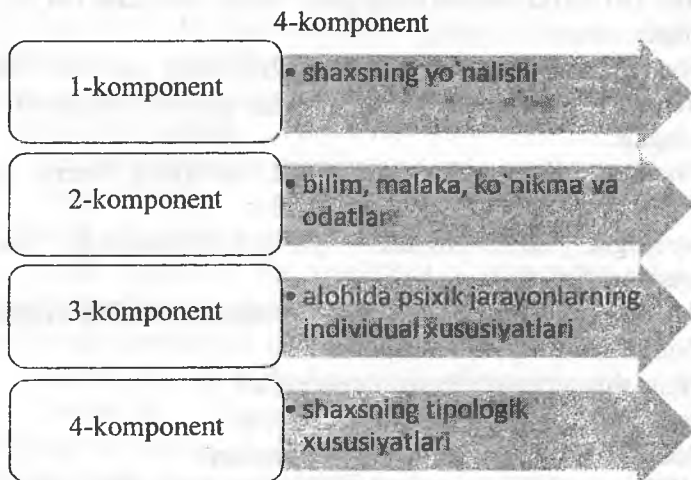 4-komponent
1-komponent
• shaxsning yo`nalishi
2-komponent
• bilim, malaka, ko`nikma va
odatlar
3-komponent
• alohida psixik jarayonlarning
individual xususiyatlari
4-komponent
• shaxsning tipologik
xususiyatlari